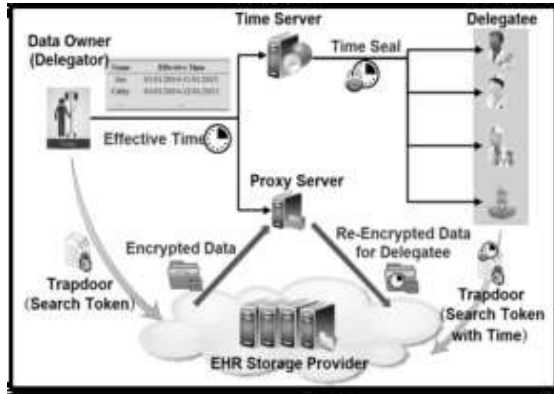 Time Server
Delegatee
Data Owner
(Delegator)
Time Seal
Name Effective Time
Effective Time
Proxy Server
Encrypted Data
Re-Encrypted Data
for Delegatee
Trapdoor
(Search Token)
Trapdoor
(Search Token
with Time)
EHR Storage Provider